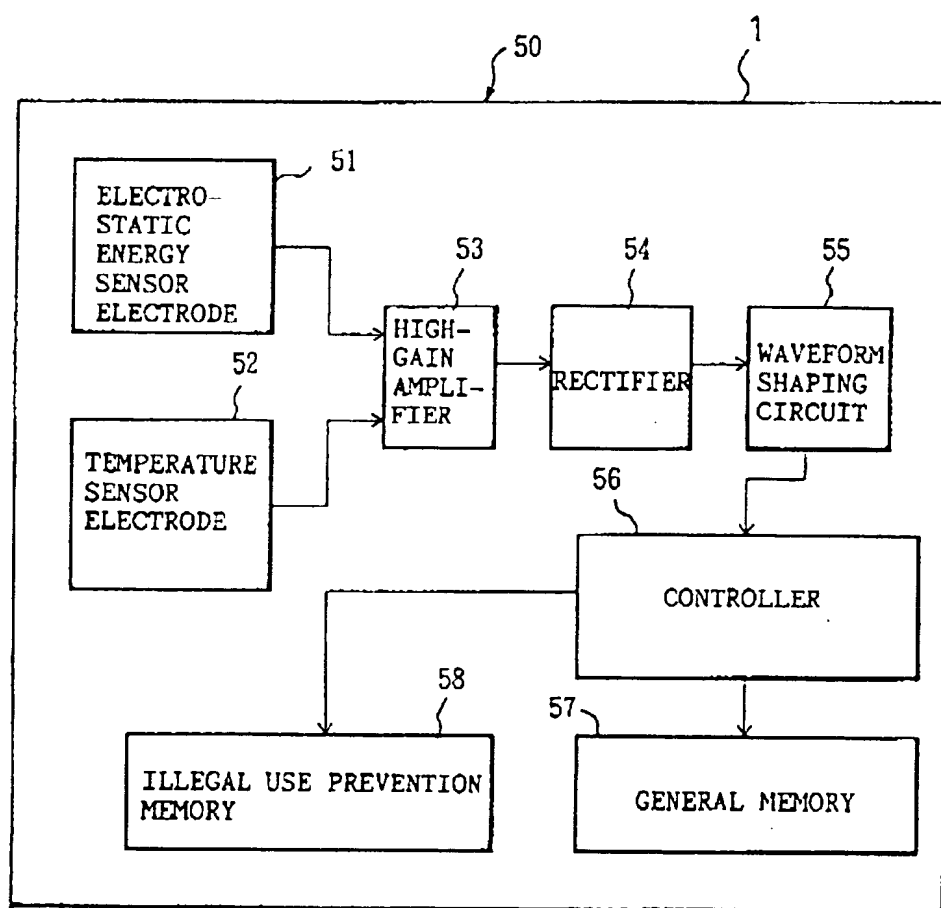 50
1
51
ELECTRO-
STATIC
ENERGY
SENSOR
ELECTRODE
52
TEMPERATURE
SENSOR
ELECTRODE
53
HIGH-
GAIN
AMPLI-
FIER
54
RECTIFIER
55
WAVEFORM
SHAPING
CIRCUIT
56
CONTROLLER
58
ILLEGAL USE PREVENTION
MEMORY
57
GENERAL MEMORY